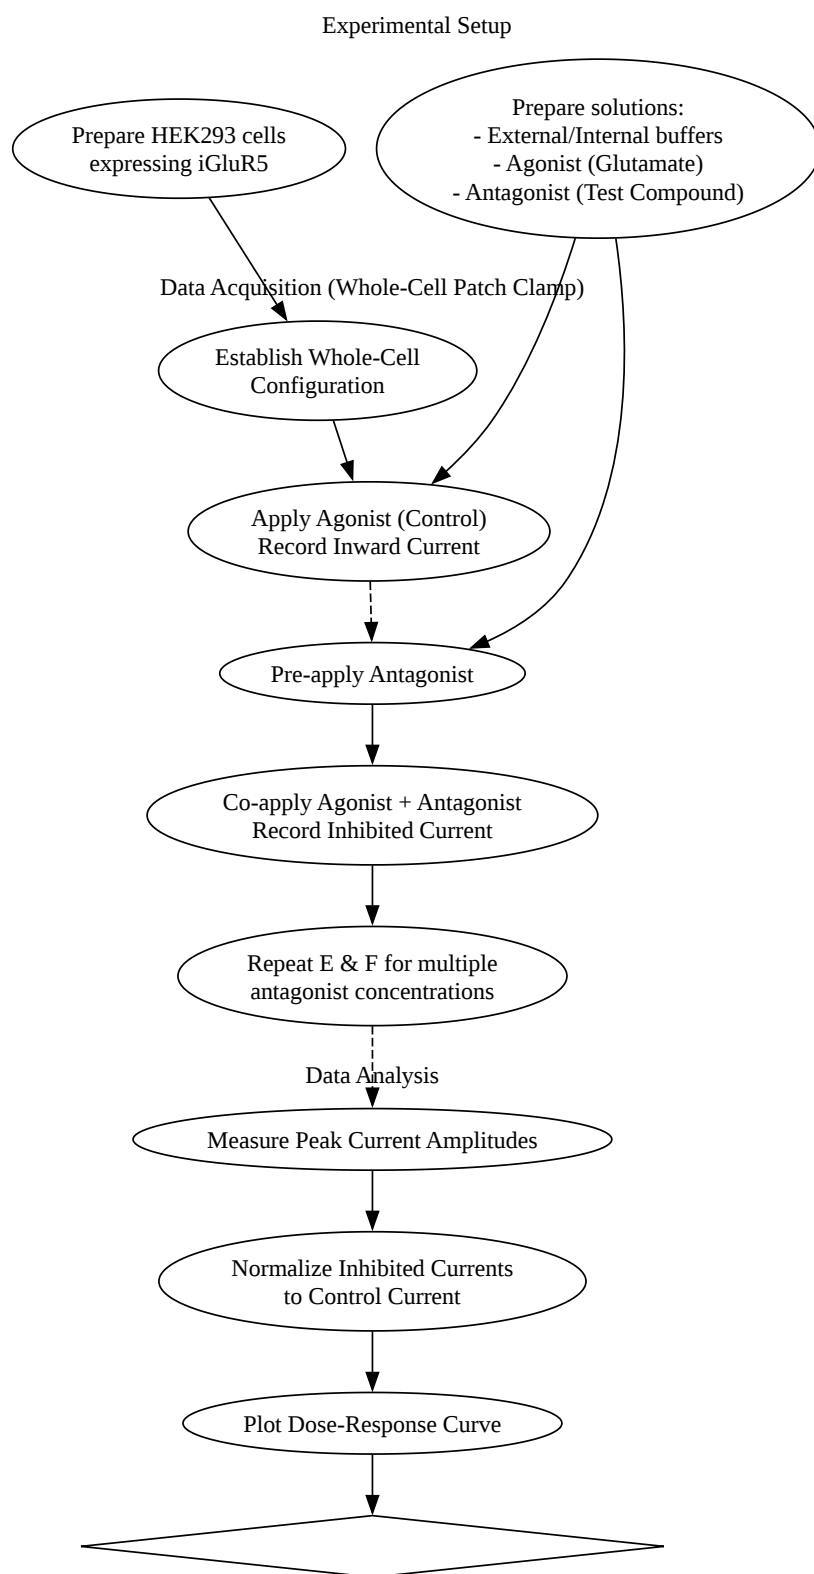 Experimental Setup
Prepare HEK293 cells
expressing iGluR5
Prepare solutions:
- External/Internal buffers
- Agonist (Glutamate)
- Antagonist (Test Compound)
Data Acquisition (Whole-Cell Patch Clamp)
Establish Whole-Cell
Configuration
Apply Agonist (Control)
Record Inward Current
Pre-apply Antagonist
Co-apply Agonist + Antagonist
Record Inhibited Current
Repeat E & F for multiple
antagonist concentrations
Data Analysis
Measure Peak Current Amplitudes
Normalize Inhibited Currents
to Control Current
Plot Dose-Response Curve